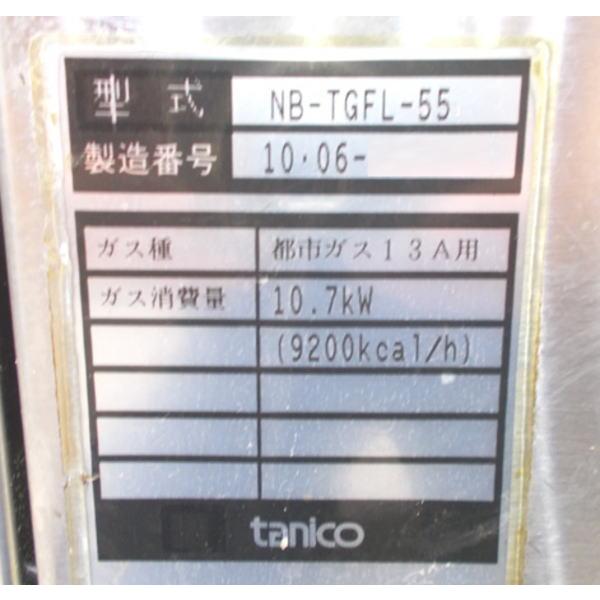 型式 NB-TGFL-55
製造番号 10・06-
ガス種 都市ガス13A用
ガス消費量 10.7kW
(9200kcal/h)
tanico